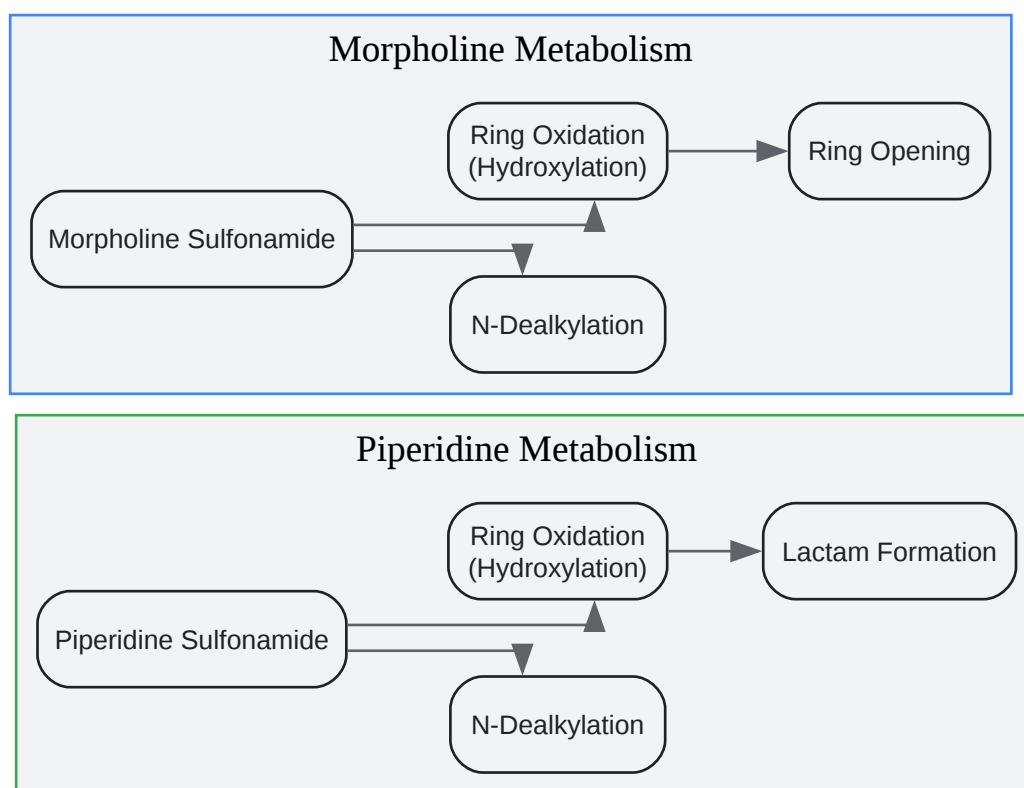 Morpholine Metabolism
Ring Oxidation
(Hydroxylation)
Ring Opening
Morpholine Sulfonamide
N-Dealkylation
Piperidine Metabolism
Ring Oxidation
(Hydroxylation)
Lactam Formation
Piperidine Sulfonamide
N-Dealkylation